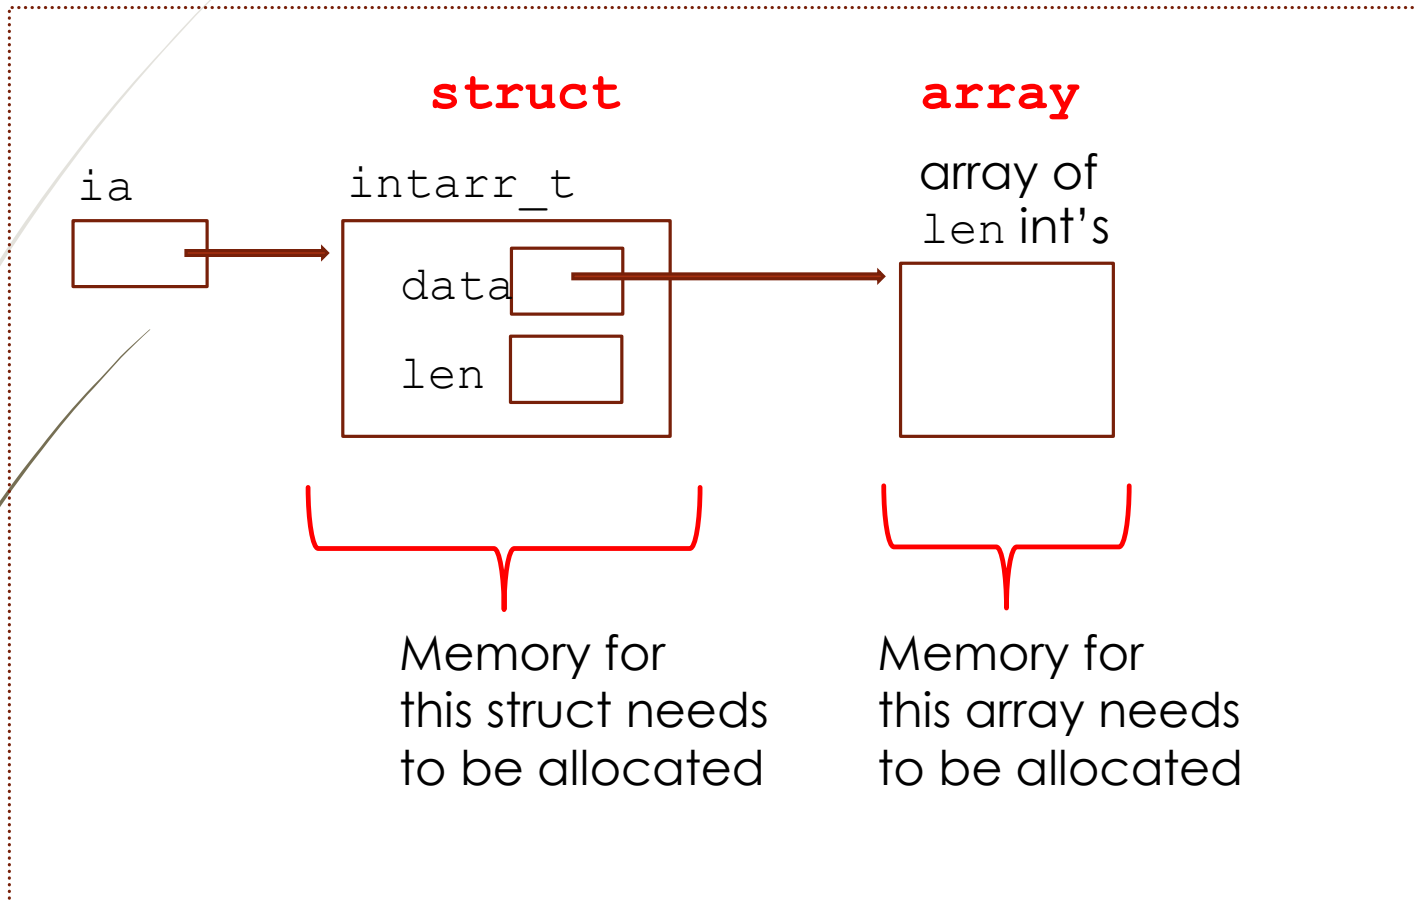 struct
array
ia
intarr_t
array of
len int’s
data
len
Memory for
this struct needs
to be allocated
Memory for
this array needs
to be allocated